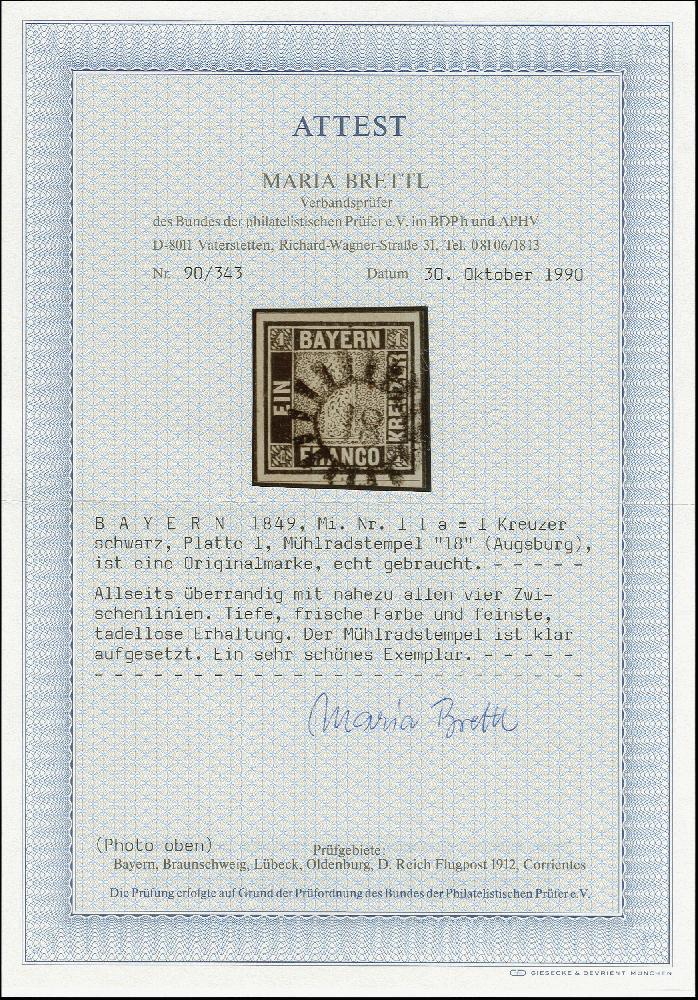 ATTEST
MARIA BRETTL
Verbandsprüfer
des Bundes der philatelistischen Prüfer e.V. im BDPh und APHV
D-8011 Vaterstetten, Richard-Wagner-Straße 31, Tel. 08106/1813
Nr. 90/343 Datum 30. Oktober 1990
1 BAYERN 1
EIN
KREUZER
FRANCO
18
B A Y E R N 1849, Mi. Nr. 1 I a = 1 Kreuzer
schwarz, Platte 1, Mühlradstempel "18" (Augsburg),
ist eine Originalmarke, echt gebraucht. - - - - -
Allseits überrandig mit nahezu allen vier Zwi-
schenlinien. Tiefe, frische Farbe und feinste,
tadellose Erhaltung. Der Mühlradstempel ist klar
aufgesetzt. Ein sehr schönes Exemplar. - - - - -
- - - - - - - - - - - - - - - - - - - - - - - - -
Maria Brettl
(Photo oben)
Prüfgebiete:
Bayern, Braunschweig, Lübeck, Oldenburg, D. Reich Flugpost 1912, Corrientes
Die Prüfung erfolgte auf Grund der Prüfordnung des Bundes der Philatelistischen Prüfer e.V.
GIESECKE & DEVRIENT MÜNCHEN